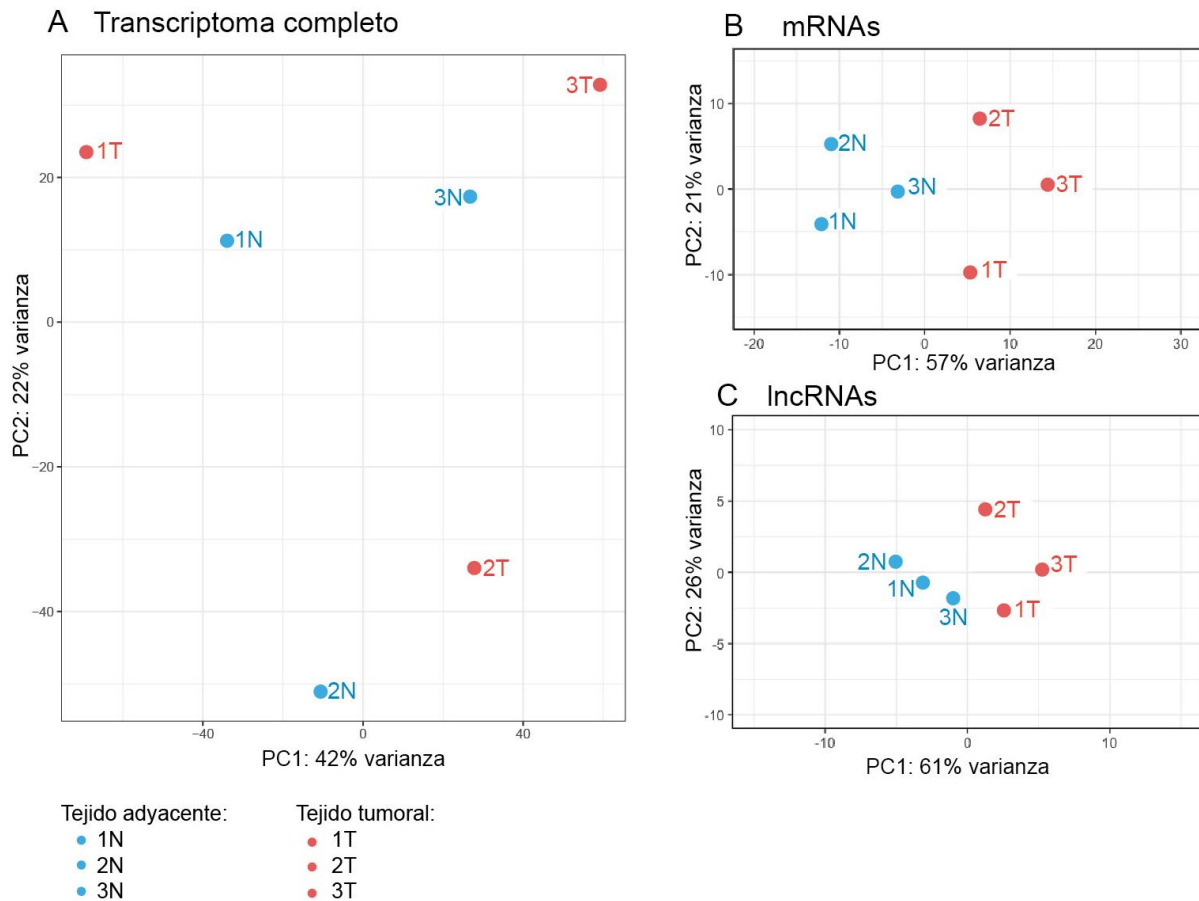 A Transcriptoma completo
3T
1T
3N
1N
2T
2N
20
0
−20
−40
−40
0
40
PC2: 22% varianza
PC1: 42% varianza
B mRNAs
2T
2N
3N
3T
1N
1T
10
0
-10
-20
-10
0
10
20
30
PC2: 21% varianza
PC1: 57% varianza
C lncRNAs
2T
2N
3T
1N
3N
1T
10
5
0
-5
-10
-10
0
10
PC2: 26% varianza
PC1: 61% varianza
Tejido adyacente:
1N
2N
3N
Tejido tumoral:
1T
2T
3T